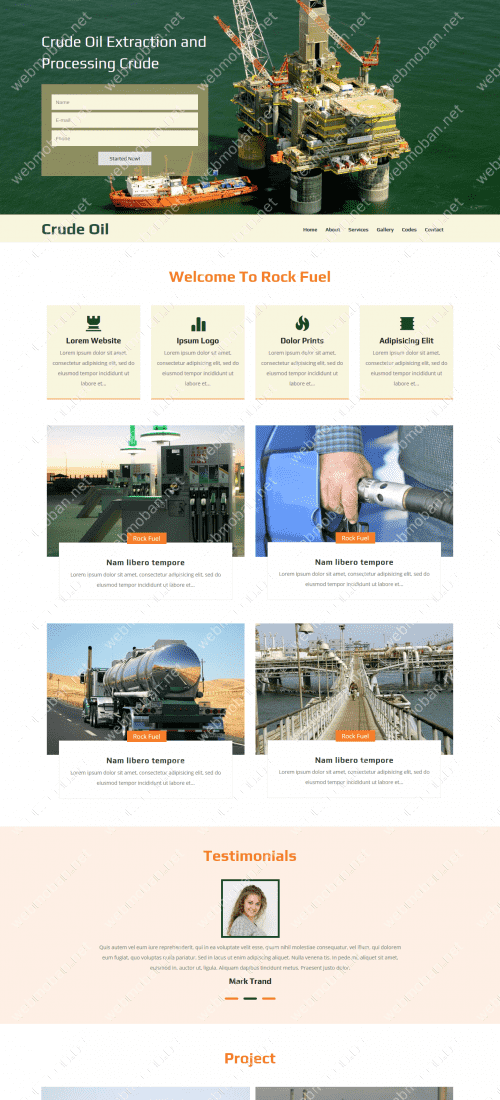 Crude Oil Extraction and
Processing Crude
Name
E-mail
Phone
Started Now!
Crude Oil
Home About Services Gallery Codes Contact
Welcome To Rock Fuel
Lorem Website
Lorem ipsum dolor sit amet,
consectetur adipisicing elit, sed do
eiusmod tempor incididunt ut
labore et...
Ipsum Logo
Lorem ipsum dolor sit amet,
consectetur adipisicing elit, sed do
eiusmod tempor incididunt ut
labore et...
Dolor Prints
Lorem ipsum dolor sit amet,
consectetur adipisicing elit, sed do
eiusmod tempor incididunt ut
labore et...
Adipisicing Elit
Lorem ipsum dolor sit amet,
consectetur adipisicing elit, sed do
eiusmod tempor incididunt ut
labore et...
Rock Fuel
Nam libero tempore
Lorem ipsum dolor sit amet, consectetur adipisicing elit, sed do
eiusmod tempor incididunt ut labore et...
Rock Fuel
Nam libero tempore
Lorem ipsum dolor sit amet, consectetur adipisicing elit, sed do
eiusmod tempor incididunt ut labore et...
Rock Fuel
Nam libero tempore
Lorem ipsum dolor sit amet, consectetur adipisicing elit, sed do
eiusmod tempor incididunt ut labore et...
Rock Fuel
Nam libero tempore
Lorem ipsum dolor sit amet, consectetur adipisicing elit, sed do
eiusmod tempor incididunt ut labore et...
Testimonials
Quis autem vel eum iure reprehenderit, qui in ea voluptate velit esse, quam nihil molestiae consequatur, vel illum, qui dolorem
eum fugiat, quo voluptas nulla pariatur. Sed in lacus ut enim adipiscing aliquet. Nulla venenatis. In pede mi, aliquet sit amet,
euismod in, auctor ut, ligula. Aliquam dapibus tincidunt metus. Praesent justo dolor.
Mark Trand
Project
webmoban.net